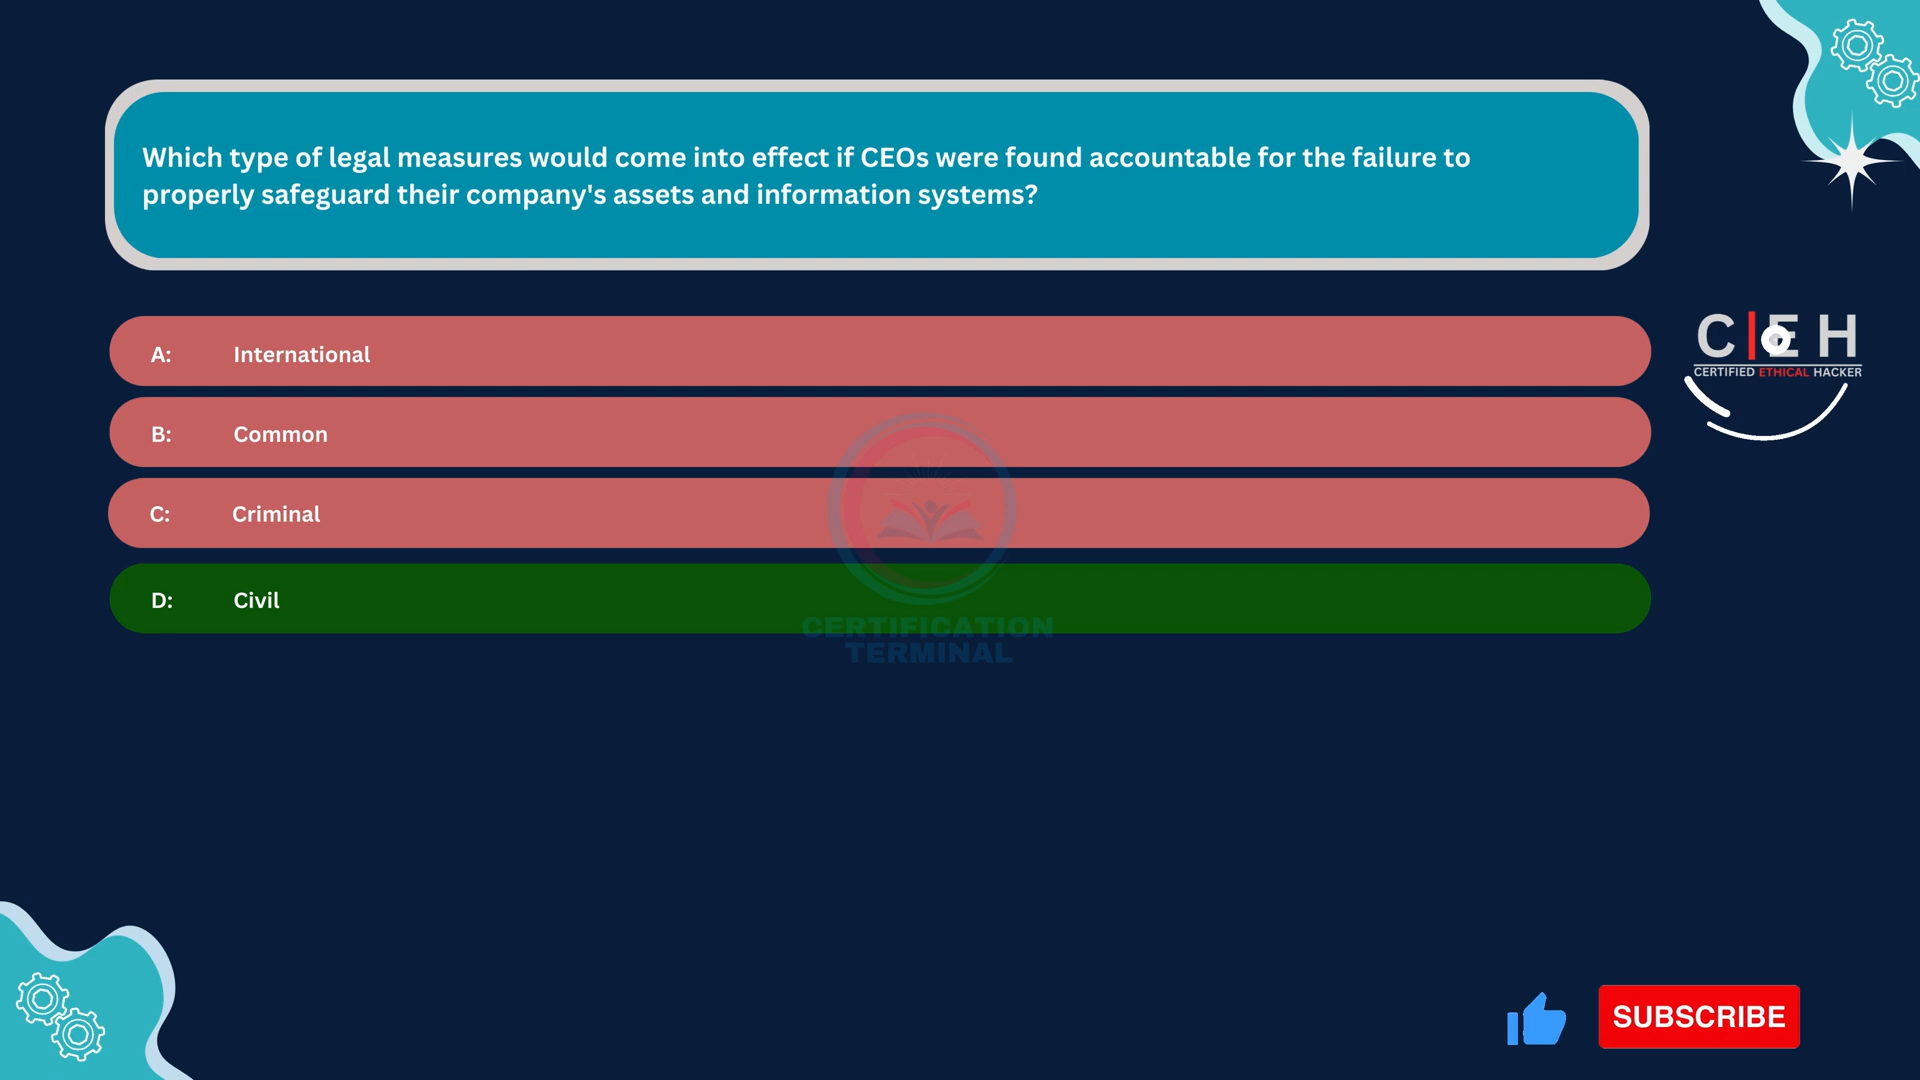 Which type of legal measures would come into effect if CEOs were found accountable for the failure to
properly safeguard their company's assets and information systems?
A: International
B: Common
C: Criminal
D: Civil
C|EH
CERTIFIED ETHICAL HACKER
CERTIFICATION
TERMINAL
SUBSCRIBE